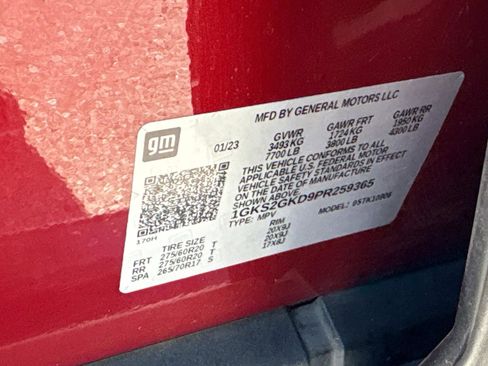 MFD BY GENERAL MOTORS LLC
gm
01/23
GVWR GAWR FRT GAWR RR
3493 KG 1724 KG 1950 KG
7700 LB 3800 LB 4300 LB
THIS VEHICLE CONFORMS TO ALL
APPLICABLE U.S. FEDERAL MOTOR
VEHICLE SAFETY STANDARDS IN EFFECT
ON THE DATE OF MANUFACTURE
SHOWN ABOVE.
1GKS2GKD9PR259365
TYPE: MPV MODEL:
170H
TIRE SIZE RIM
FRT 275/60R20 T 20X9J
RR 275/60R20 T 20X9J
SPA 265/70R17 S 17X8J